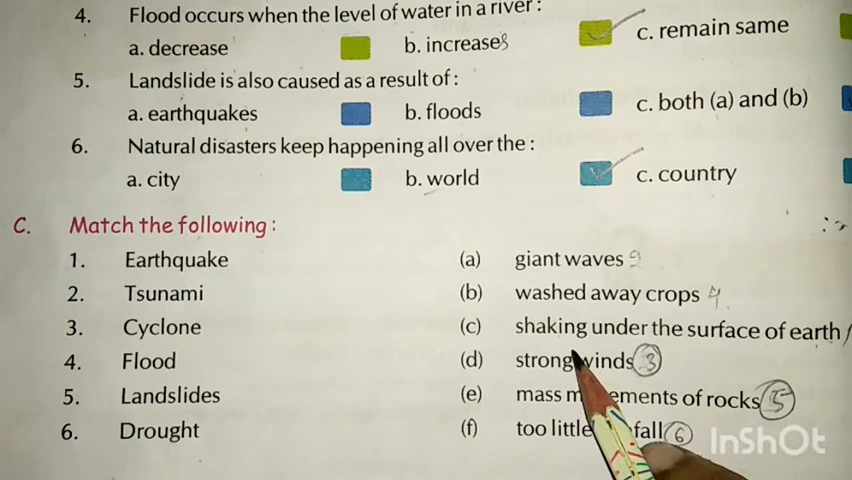 4. Flood occurs when the level of water in a river :
a. decrease b. increases c. remain same
5. Landslide is also caused as a result of :
a. earthquakes b. floods c. both (a) and (b)
6. Natural disasters keep happening all over the :
a. city b. world c. country
C. Match the following :
1. Earthquake (a) giant waves 2
2. Tsunami (b) washed away crops 4
3. Cyclone (c) shaking under the surface of earth 1
4. Flood (d) strong winds 3
5. Landslides (e) mass of rocks 5
6. Drought (f) too little 6
InShOt